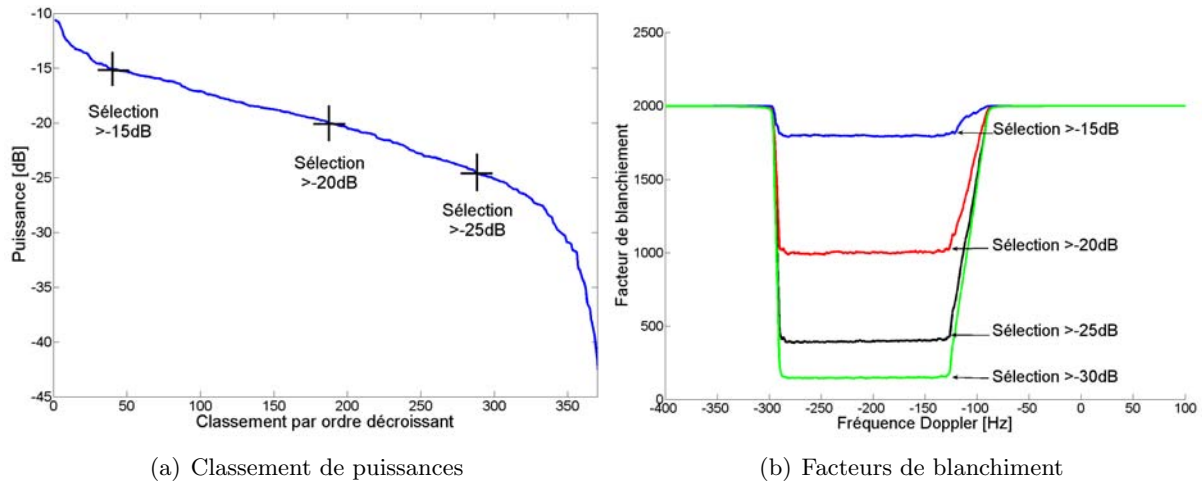 -10
-15
-20
-25
-30
-35
-40
-45
Puissance [dB]
Sélection
>-15dB
Sélection
>-20dB
Sélection
>-25dB
0
50
100
150
200
250
300
350
Classement par ordre décroissant
(a) Classement de puissances
2500
2000
1500
1000
500
0
Facteur de blanchiement
Sélection >-15dB
Sélection >-20dB
Sélection >-25dB
Sélection >-30dB
-400
-350
-300
-250
-200
-150
-100
-50
0
50
100
Fréquence Doppler [Hz]
(b) Facteurs de blanchiment